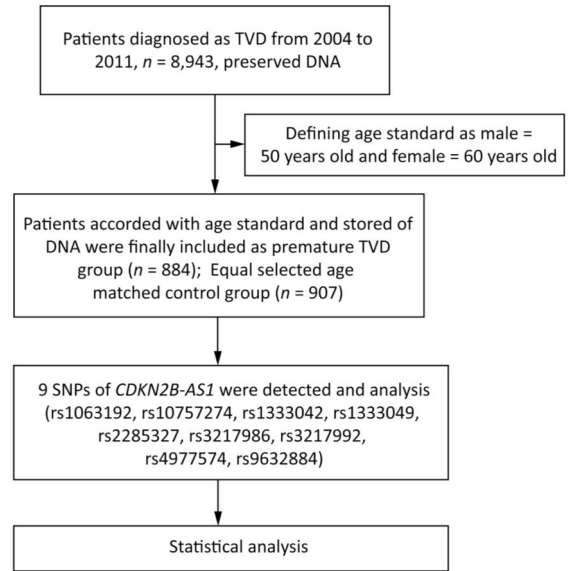 Patients diagnosed as TVD from 2004 to
2011, n = 8,943, preserved DNA
Defining age standard as male =
50 years old and female = 60 years old
Patients accorded with age standard and stored of
DNA were finally included as premature TVD
group (n = 884); Equal selected age
matched control group (n = 907)
9 SNPs of CDKN2B-AS1 were detected and analysis
(rs1063192, rs10757274, rs1333042, rs1333049,
rs2285327, rs3217986, rs3217992,
rs4977574, rs9632884)
Statistical analysis